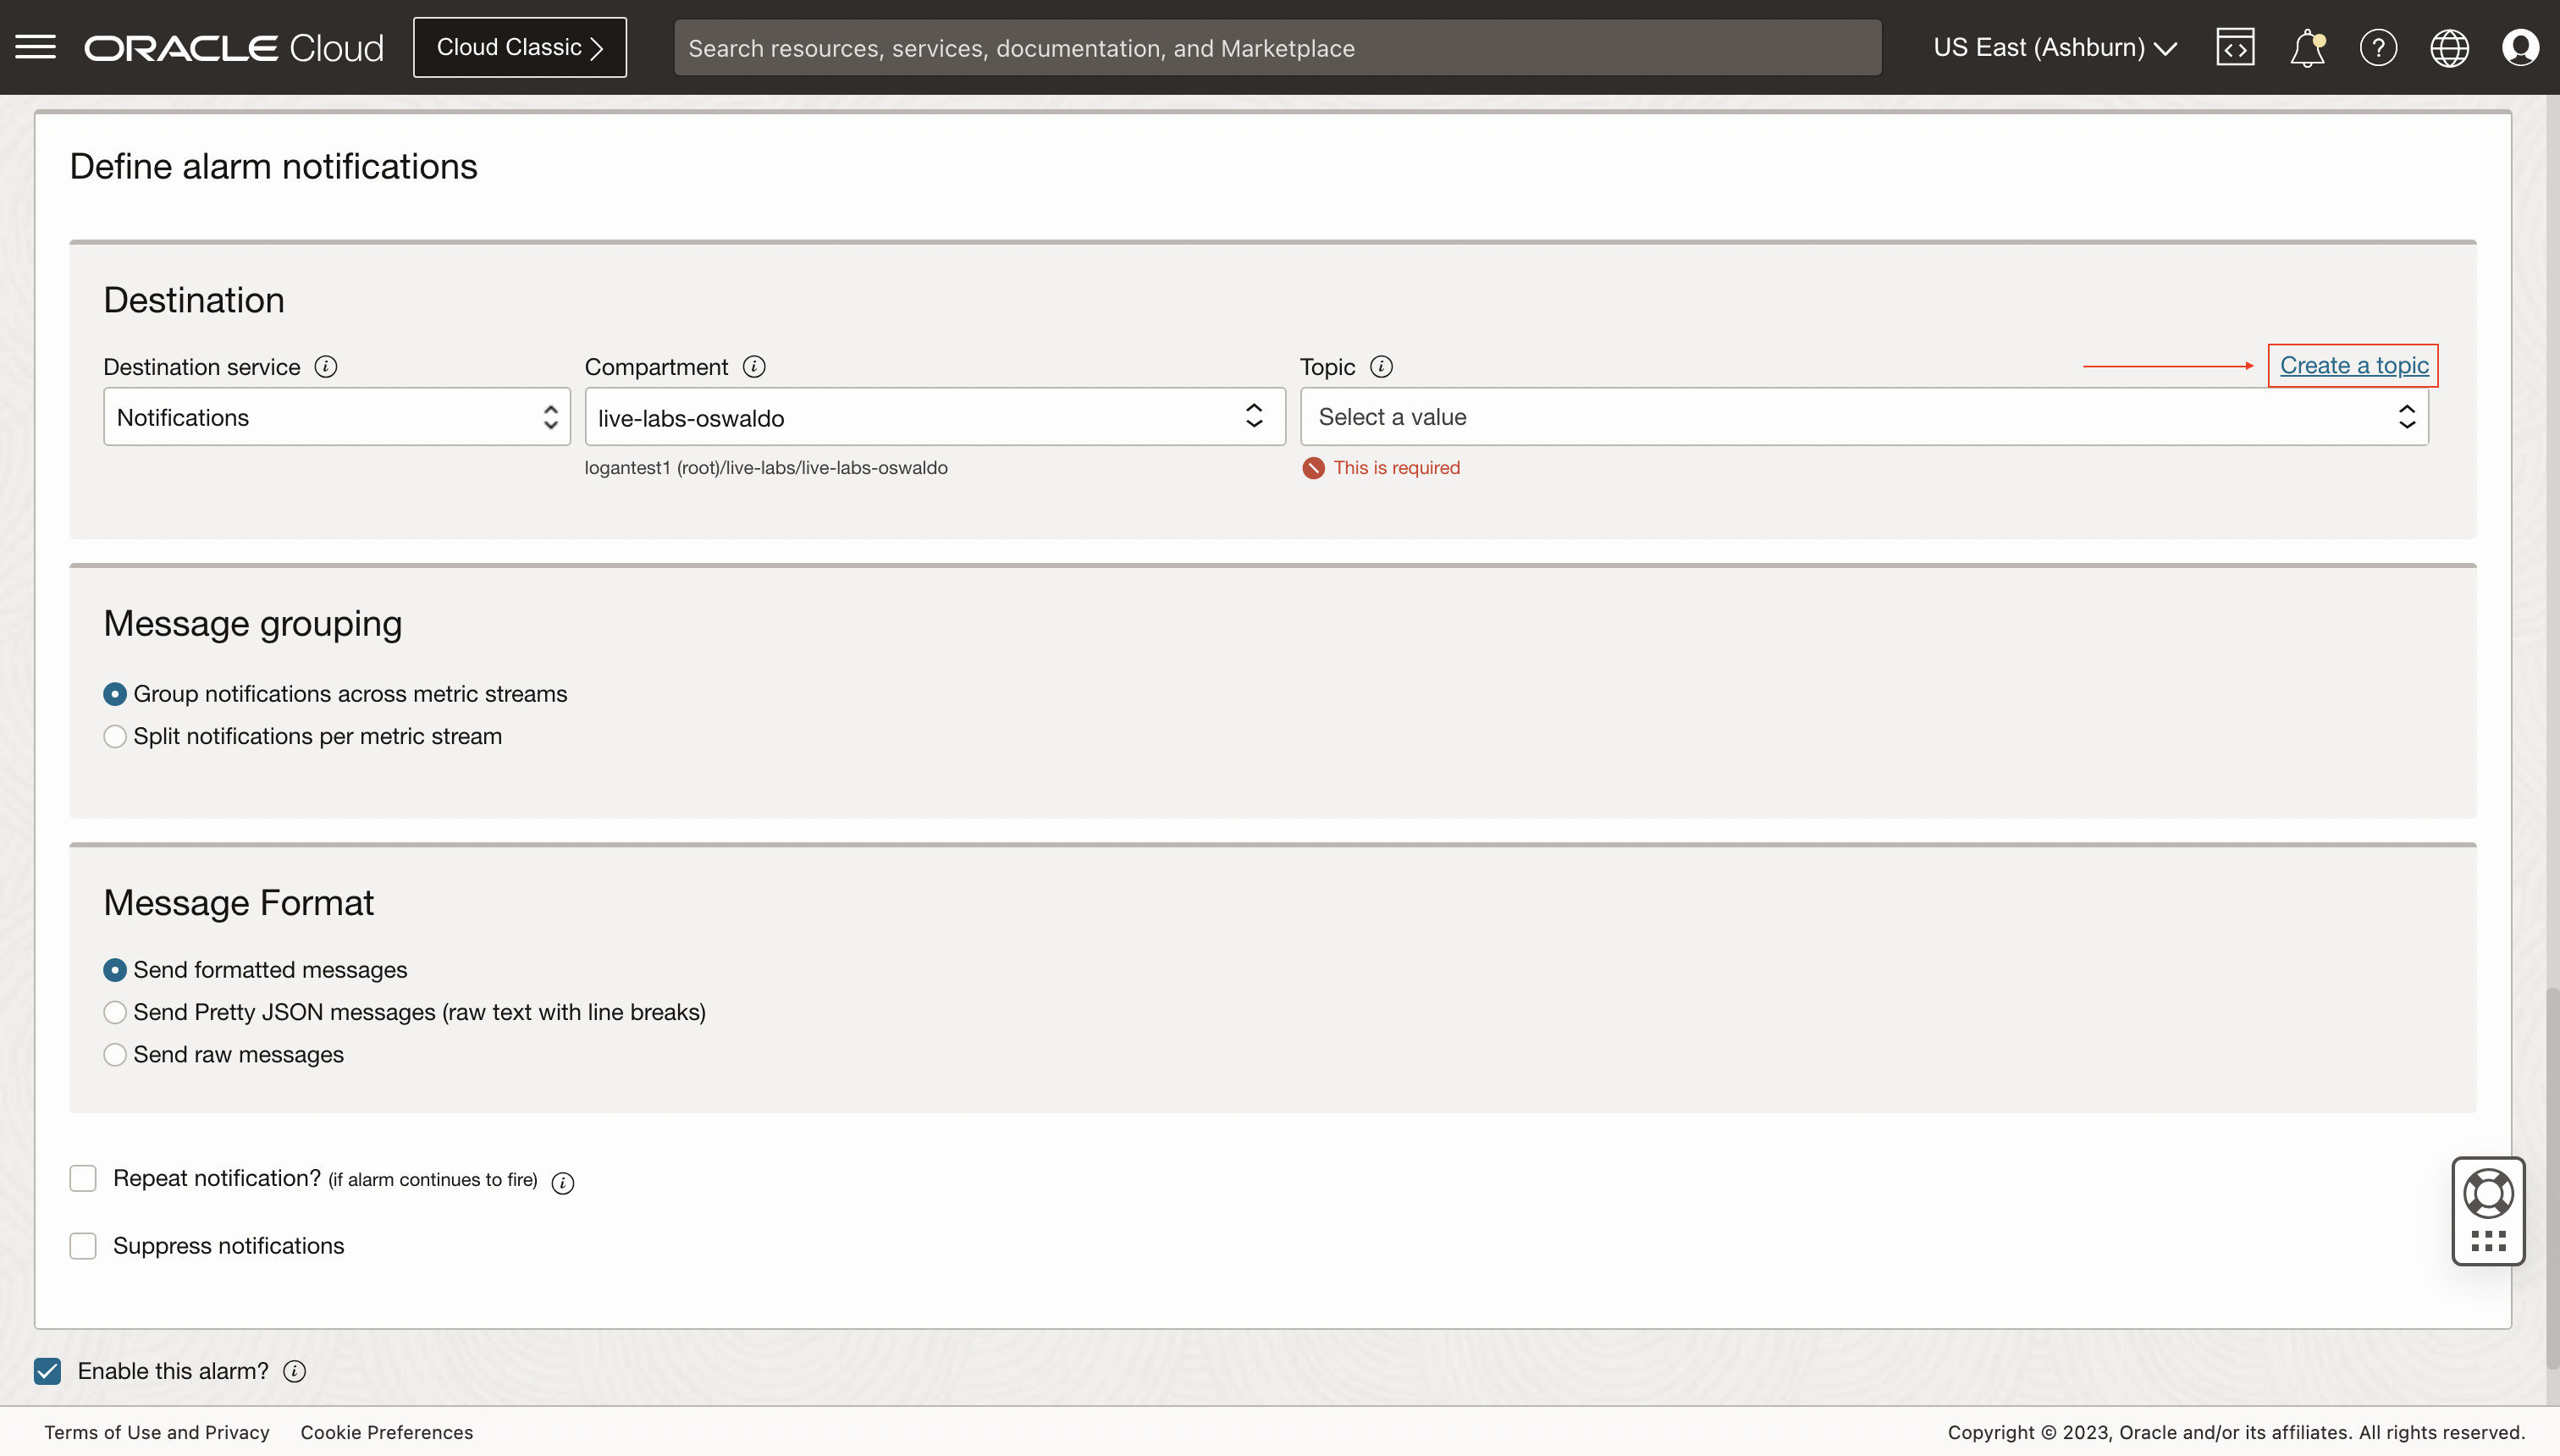 ORACLE Cloud
Cloud Classic
Search resources, services, documentation, and Marketplace
US East (Ashburn)
Define alarm notifications
Destination
Destination service
Compartment
Topic
Create a topic
Notifications
live-labs-oswaldo
Select a value
logantest1 (root)/live-labs/live-labs-oswaldo
This is required
Message grouping
Group notifications across metric streams
Split notifications per metric stream
Message Format
Send formatted messages
Send Pretty JSON messages (raw text with line breaks)
Send raw messages
Repeat notification? (if alarm continues to fire)
Suppress notifications
Enable this alarm?
Terms of Use and Privacy
Cookie Preferences
Copyright © 2023, Oracle and/or its affiliates. All rights reserved.